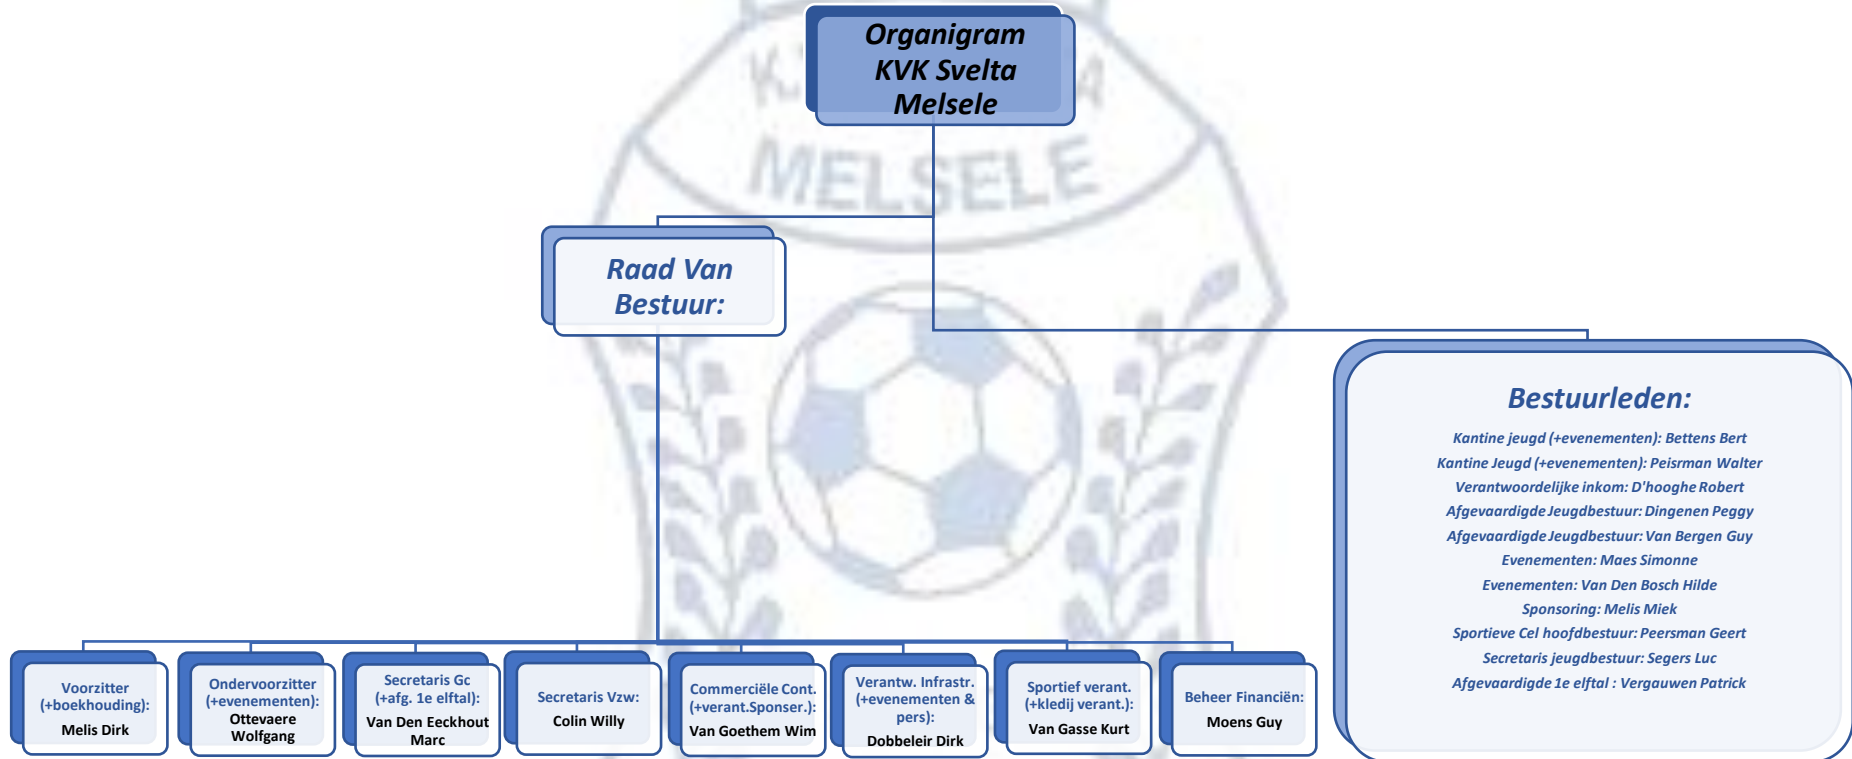 Organigram
KVK Svelta
Melsele
MELSELE
Raad Van
Bestuur:
Bestuurleden:
Kantine jeugd (+evenementen): Bettens Bert
Kantine Jeugd (+evenementen): Peisrman Walter
Verantwoordelijke inkom: D'hooghe Robert
Afgevaardigde Jeugdbestuur: Dingenen Peggy
Afgevaardigde Jeugdbestuur: Van Bergen Guy
Evenementen: Maes Simonne
Evenementen: Van Den Bosch Hilde
Sponsoring: Melis Miek
Sportieve Cel hoofdbestuur: Peersman Geert
Secretaris jeugdbestuur: Segers Luc
Afgevaardigde 1e elftal : Vergauwen Patrick
Voorzitter
(+boekhouding):
Melis Dirk
Ondervoorzitter
(+evenementen):
Ottevaere
Wolfgang
Secretaris Gc
(+afg. 1e elftal):
Van Den Eeckhout
Marc
Secretaris Vzw:
Colin Willy
Commerciële Cont.
(+verant.Sponser.):
Van Goethem Wim
Verantw. Infrastr.
(+evenementen &
pers):
Dobbeleir Dirk
Sportief verant.
(+kledij verant.):
Van Gasse Kurt
Beheer Financiën:
Moens Guy